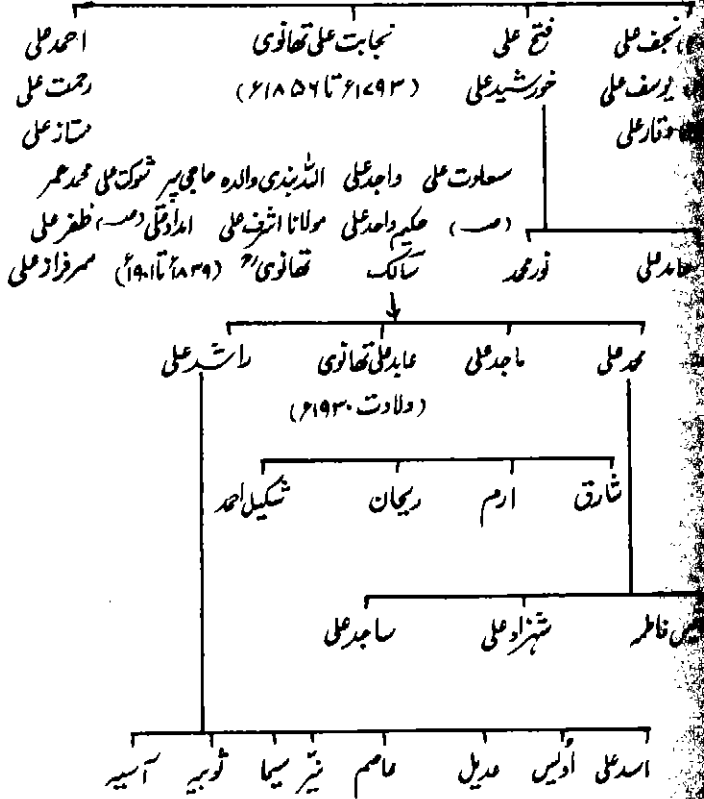 نجف علی فتح علی نجابت علی تھانوی احمد علی
یوسف علی خورشید علی (۱۷۹۳ء تا ۱۸۵۶ء) رحمت علی
وقار علی ممتاز علی
سعادت علی واجد علی اللہ بندی والدہ حاجی پیر شوکت علی محمد عمر
(صـ) حکیم واحد علی مولانا اشرف علی امداد علی (صـ) ظفر علی
حامد علی نور محمد سالک تھانویؒ (۱۸۳۹ء تا ۱۹۰۱ء) سرفراز علی
محمد علی ماجد علی عابد علی تھانوی راشد علی
(ولادت ۱۹۳۰ء)
شارق ارم ریحان شکیل احمد
فاطمہ شہزاد علی ساجد علی
اسد علی اُویس عدیل عاصم نیّر سیما ثوبیہ آسیہ